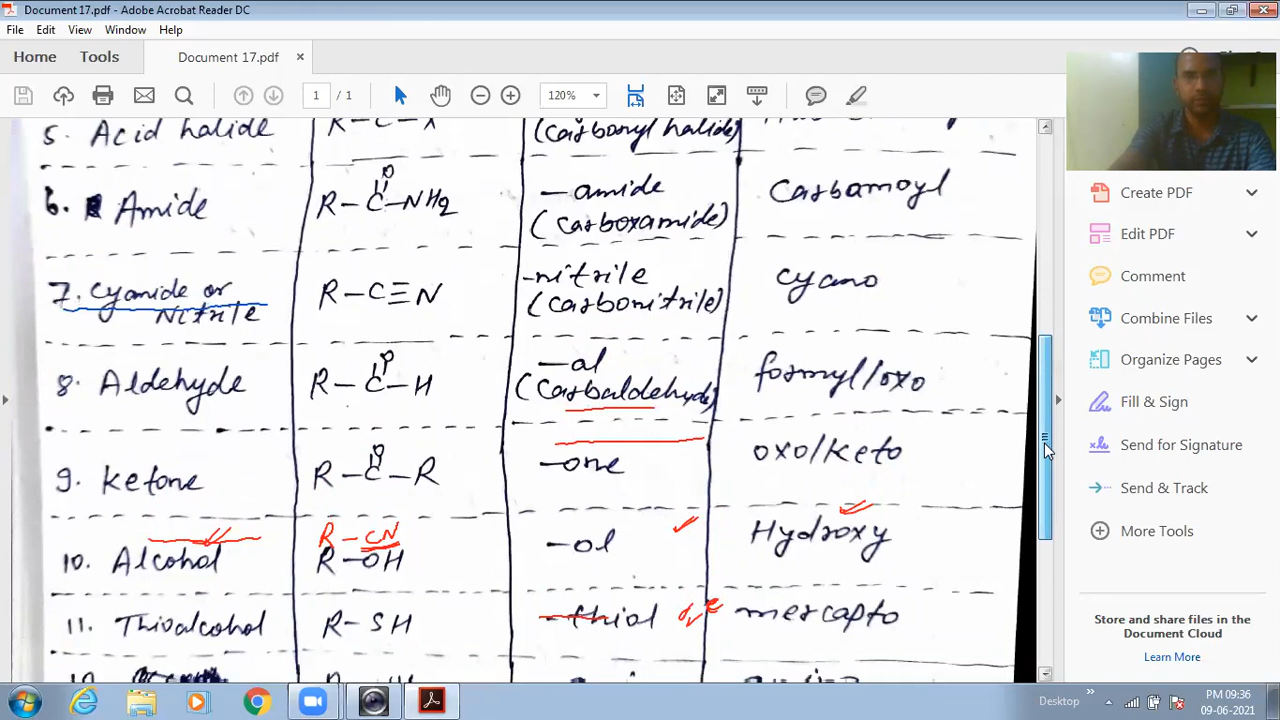 Document 17.pdf - Adobe Acrobat Reader DC
File Edit View Window Help
Home Tools Document 17.pdf ×
1 / 1 120%
5. Acid halide R-C-X (Carbonyl halide)
6. Amide R-C-NH2 -amide Carbamoyl
O (carboxamide)
7. Cyanide or R-C≡N -nitrile cyano
Nitrile (Carbonitrile)
8. Aldehyde R-C-H -al formyl/oxo
O (Carbaldehyde)
9. Ketone R-C-R -one oxo/keto
O
R-CN
10. Alcohol R-OH -ol Hydroxy
11. Thioalcohol R-SH -thiol mercapto
Create PDF
Edit PDF
Comment
Combine Files
Organize Pages
Fill & Sign
Send for Signature
Send & Track
More Tools
Store and share files in the
Document Cloud
Learn More
Desktop
PM 09:36
09-06-2021